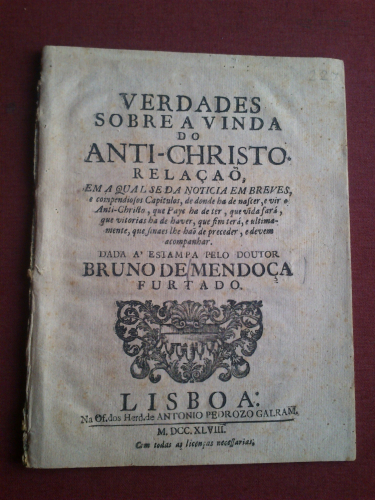 227
VERDADES
SOBRE A VINDA
DO
ANTI-CHRISTO.
RELAÇAÕ,
EM A QUAL SE DA NOTICIA EM BREVES,
e compendiosos Capitulos, de donde ha de nascer, e vir o
Anti-Christo, que Paye ha de ter, que vida fará,
que vitorias ha de haver, que fim terá, e ultima-
mente, que sinaes lhe haõ de preceder, e devem
acompanhar.
DADA A' ESTAMPA PELO DOUTOR
BRUNO DE MENDOÇA
FURTADO.
LISBOA:
Na Of. dos Herd. de ANTONIO PEDROZO GALRAM,
M. DCC. XLVIII.
Com todas as licenças necessarias.